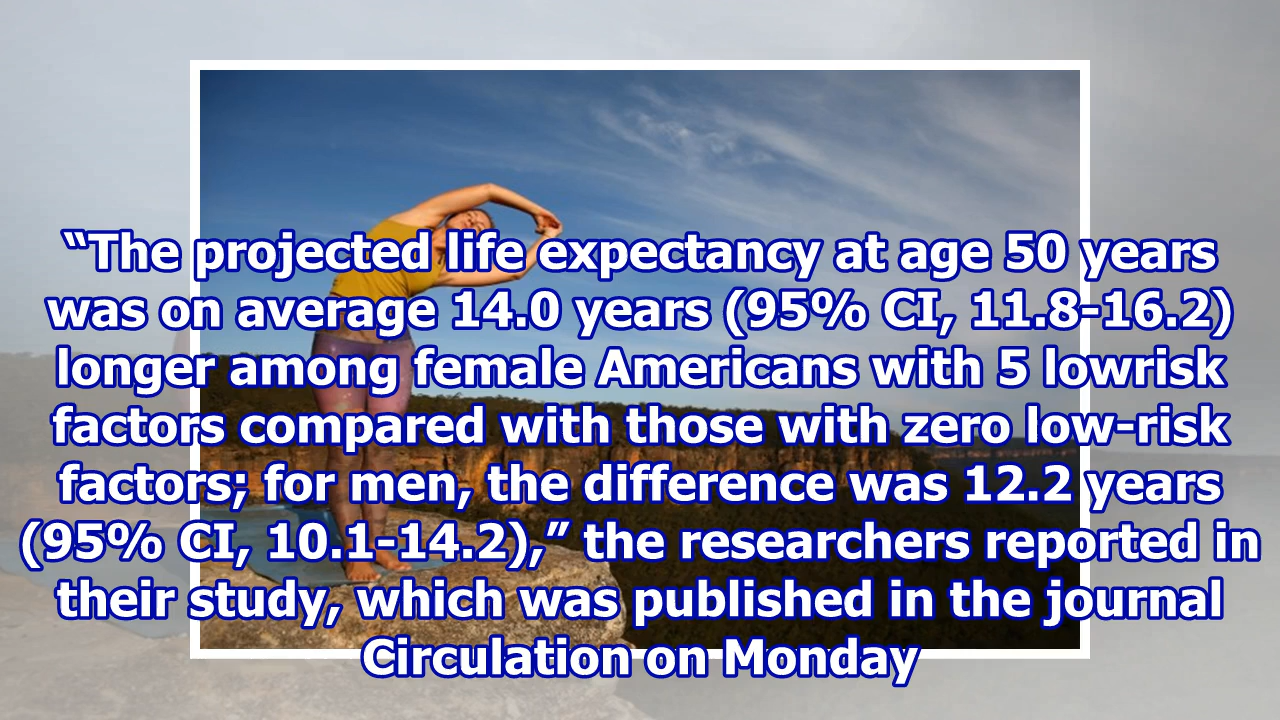 “The projected life expectancy at age 50 years
was on average 14.0 years (95% CI, 11.8-16.2)
longer among female Americans with 5 lowrisk
factors compared with those with zero low-risk
factors; for men, the difference was 12.2 years
(95% CI, 10.1-14.2),” the researchers reported in
their study, which was published in the journal
Circulation on Monday